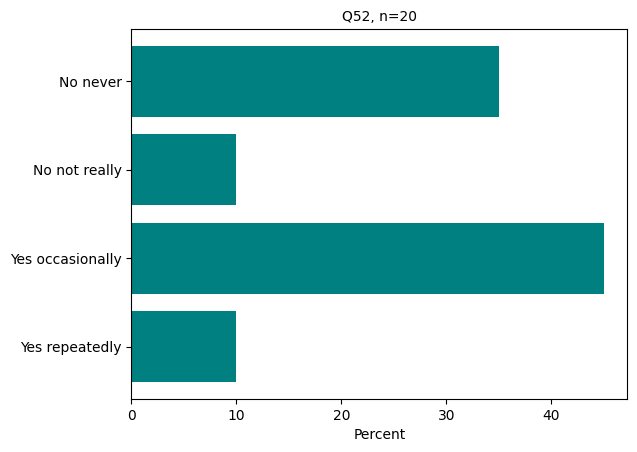 Q52, n=20
No never
No not really
Yes occasionally
Yes repeatedly
0 10 20 30 40
Percent